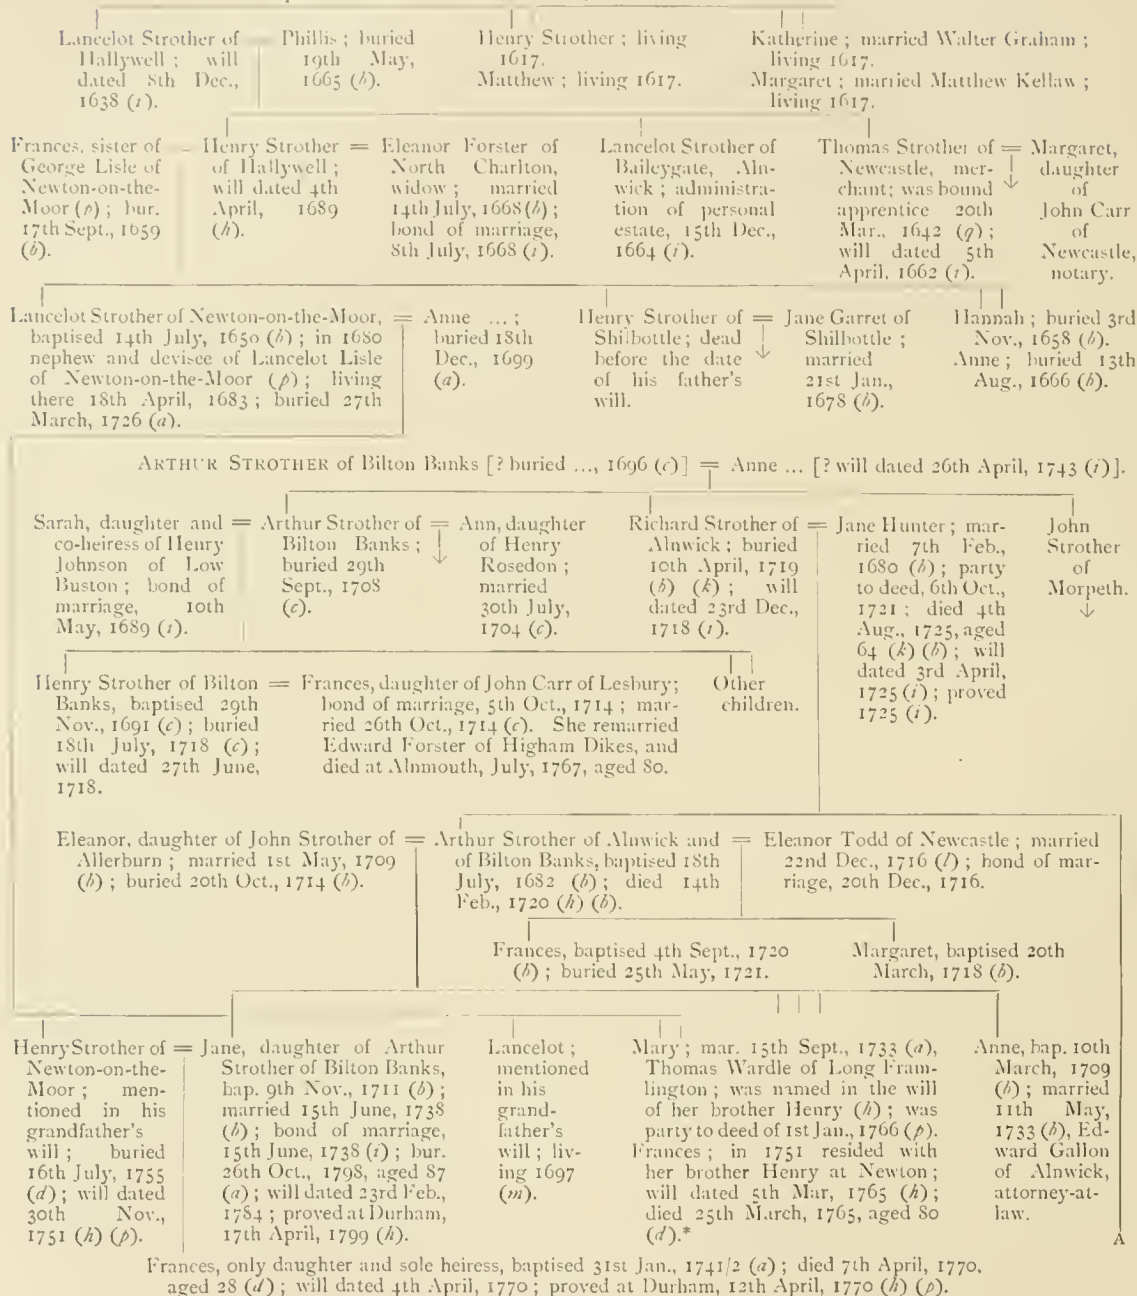 Lancelot Strother of
Hallywell ; will
dated 8th Dec.,
1638 (i).
Phillis ; buried
19th May,
1665 (h).
Henry Strother ; living
1617.
Matthew ; living 1617.
Katherine ; married Walter Graham ;
living 1617.
Margaret ; married Matthew Kellaw ;
living 1617.
Frances, sister of
George Lisle of
Newton-on-the-
Moor (p) ; bur.
17th Sept., 1659
(b).
= Henry Strother =
of Hallywell ;
will dated 4th
April, 1689
(h).
Eleanor Forster of
North Charlton,
widow ; married
14th July, 1668 (h) ;
bond of marriage,
8th July, 1668 (i).
Lancelot Strother of
Baileygate, Aln-
wick ; administra-
tion of personal
estate, 15th Dec.,
1664 (i).
Thomas Strother of =
Newcastle, mer-
chant; was bound
apprentice 20th
Mar., 1642 (q) ;
will dated 5th
April, 1662 (i).
Margaret,
daughter
of
John Carr
of
Newcastle,
notary.
Lancelot Strother of Newton-on-the-Moor, =
baptised 14th July, 1650 (h) ; in 1680
nephew and devisee of Lancelot Lisle
of Newton-on-the-Moor (p) ; living
there 18th April, 1683 ; buried 27th
March, 1726 (a).
Anne ... ;
buried 18th
Dec., 1699
(a).
Henry Strother of =
Shilbottle ; dead
before the date
of his father's
will.
Jane Garret of
Shilbottle ;
married
21st Jan.,
1678 (h).
Hannah ; buried 3rd
Nov., 1658 (h).
Anne ; buried 13th
Aug., 1666 (h).
ARTHUR STROTHER of Bilton Banks [? buried ..., 1696 (c)] = Anne ... [? will dated 26th April, 1743 (i)].
Sarah, daughter and =
co-heiress of Henry
Johnson of Low
Buston ; bond of
marriage, 10th
May, 1689 (i).
Arthur Strother of =
Bilton Banks ;
buried 29th
Sept., 1708
(c).
Ann, daughter
of Henry
Rosedon ;
married
30th July,
1704 (c).
Richard Strother of =
Alnwick ; buried
10th April, 1719
(h) (k) ; will
dated 23rd Dec.,
1718 (i).
Jane Hunter ; mar-
ried 7th Feb.,
1680 (h) ; party
to deed, 6th Oct.,
1721 ; died 4th
Aug., 1725, aged
64 (k) (h) ; will
dated 3rd April,
1725 (i) ; proved
1725 (i).
John
Strother
of
Morpeth.
Henry Strother of Bilton =
Banks, baptised 29th
Nov., 1691 (c) ; buried
18th July, 1718 (c) ;
will dated 27th June,
1718.
Frances, daughter of John Carr of Lesbury;
bond of marriage, 5th Oct., 1714 ; mar-
ried 26th Oct., 1714 (c). She remarried
Edward Forster of Higham Dikes, and
died at Alnmouth, July, 1767, aged 80.
Other
children.
Eleanor, daughter of John Strother of =
Allerburn ; married 1st May, 1709
(h) ; buried 20th Oct., 1714 (h).
Arthur Strother of Alnwick and =
of Bilton Banks, baptised 18th
July, 1682 (h) ; died 14th
Feb., 1720 (k) (h).
Eleanor Todd of Newcastle ; married
22nd Dec., 1716 (l) ; bond of mar-
riage, 20th Dec., 1716.
Frances, baptised 4th Sept., 1720
(h) ; buried 25th May, 1721.
Margaret, baptised 20th
March, 1718 (h).
Henry Strother of =
Newton-on-the-
Moor ; men-
tioned in his
grandfather's
will ; buried
16th July, 1755
(d) ; will dated
30th Nov.,
1751 (h) (p).
Jane, daughter of Arthur
Strother of Bilton Banks,
bap. 9th Nov., 1711 (h) ;
married 15th June, 1738
(h) ; bond of marriage,
15th June, 1738 (i) ; bur.
26th Oct., 1798, aged 87
(a) ; will dated 23rd Feb.,
1784 ; proved at Durham,
17th April, 1799 (h).
Lancelot ;
mentioned
in his
grand-
father's
will ; liv-
ing 1697
(m).
Mary ; mar. 15th Sept., 1733 (a),
Thomas Wardle of Long Fram-
lington ; was named in the will
of her brother Henry (h) ; was
party to deed of 1st Jan., 1766 (p).
Frances ; in 1751 resided with
her brother Henry at Newton ;
will dated 5th Mar, 1765 (h) ;
died 25th March, 1765, aged 80
(d).*
Anne, bap. 10th
March, 1709
(h) ; married
11th May,
1733 (h), Ed-
ward Gallon
of Alnwick,
attorney-at-
law.
A
Frances, only daughter and sole heiress, baptised 31st Jan., 1741/2 (a) ; died 7th April, 1770,
aged 28 (d) ; will dated 4th April, 1770 ; proved at Durham, 12th April, 1770 (h) (p).